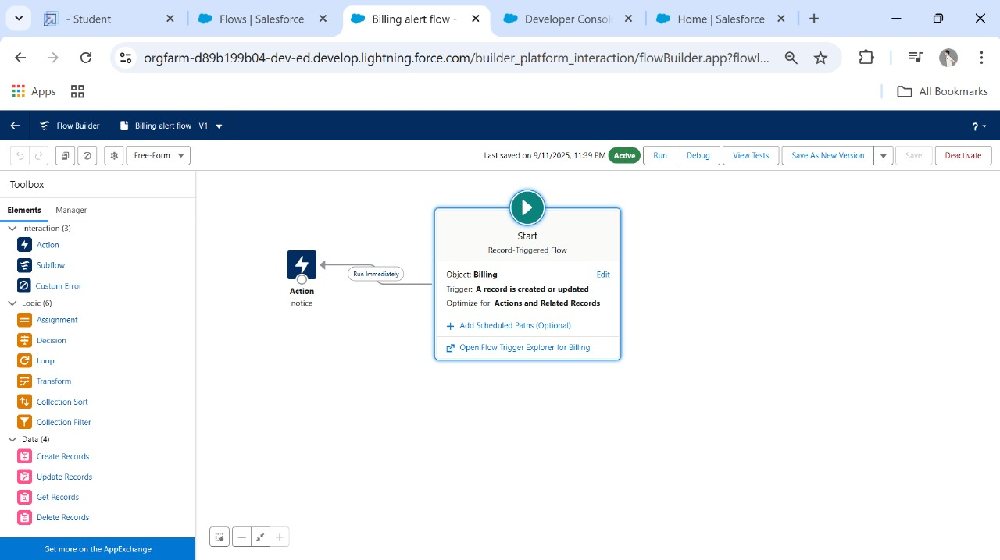 - Student
Flows | Salesforce
Billing alert flow -
Developer Consol
Home | Salesforce
orgfarm-d89b199b04-dev-ed.develop.lightning.force.com/builder_platform_interaction/flowBuilder.app?flowI...
Apps
All Bookmarks
Flow Builder
Billing alert flow - V1
?
Free-Form
Last saved on 9/11/2025, 11:39 PM
Active
Run
Debug
View Tests
Save As New Version
Save
Deactivate
Toolbox
Elements
Manager
Interaction (3)
Action
Subflow
Custom Error
Logic (6)
Assignment
Decision
Loop
Transform
Collection Sort
Collection Filter
Data (4)
Create Records
Update Records
Get Records
Delete Records
Get more on the AppExchange
Action
notice
Run Immediately
Start
Record-Triggered Flow
Object: Billing
Edit
Trigger: A record is created or updated
Optimize for: Actions and Related Records
Add Scheduled Paths (Optional)
Open Flow Trigger Explorer for Billing